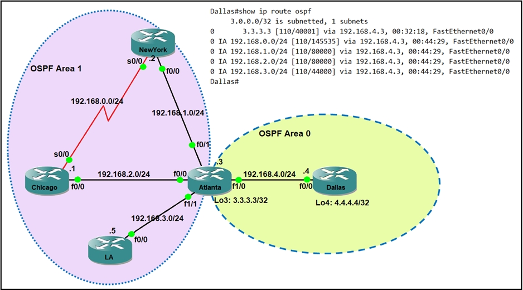 Dallas#show ip route ospf
3.0.0.0/32 is subnetted, 1 subnets
O 3.3.3.3 [110/40001] via 192.168.4.3, 00:32:18, FastEthernet0/0
O IA 192.168.0.0/24 [110/145535] via 192.168.4.3, 00:44:29, FastEthernet0/0
O IA 192.168.1.0/24 [110/80000] via 192.168.4.3, 00:44:29, FastEthernet0/0
O IA 192.168.2.0/24 [110/80000] via 192.168.4.3, 00:44:29, FastEthernet0/0
O IA 192.168.3.0/24 [110/44000] via 192.168.4.3, 00:44:29, FastEthernet0/0
Dallas#
NewYork
OSPF Area 1
.2
s0/0
f0/0
192.168.0.0/24
192.168.1.0/24
OSPF Area 0
f0/1
s0/0
.1
.3
.4
192.168.2.0/24
192.168.4.0/24
Chicago
f0/0
f0/0
Atlanta
f1/0
f0/0
Dallas
f1/1
Lo3: 3.3.3.3/32
Lo4: 4.4.4.4/32
192.168.3.0/24
.5
f0/0
LA